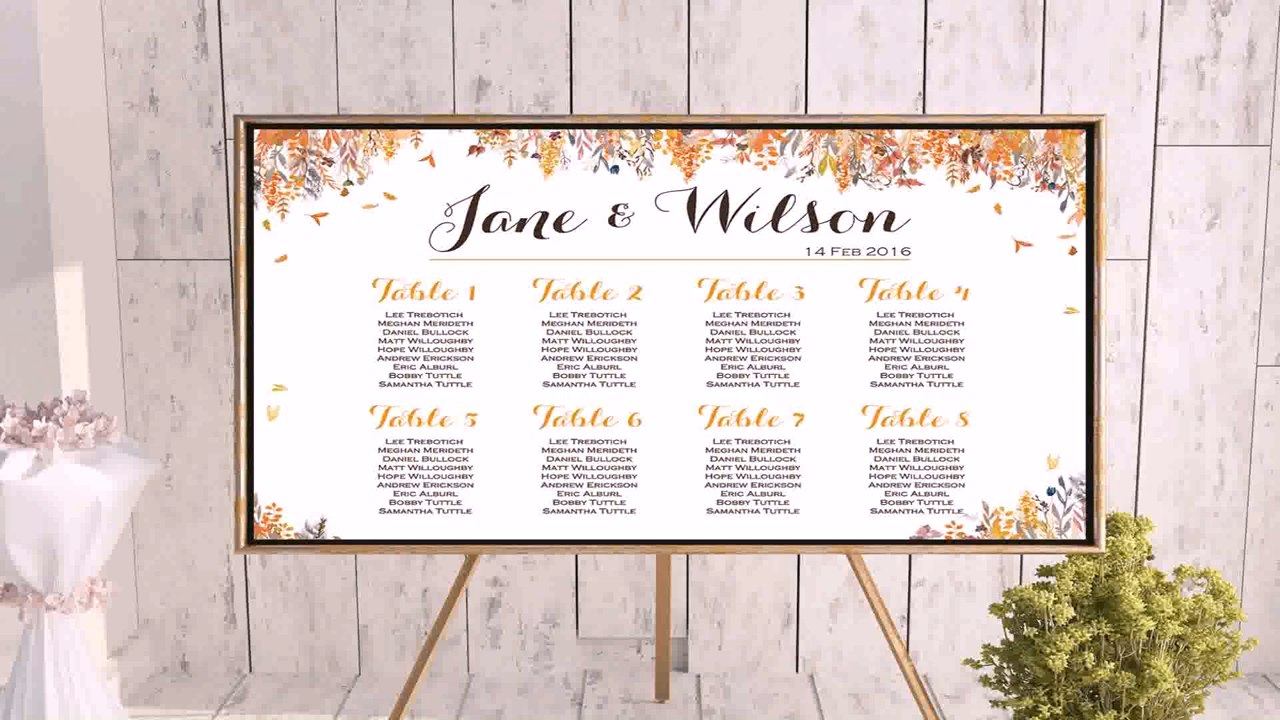 Jane & Wilson
14 Feb 2016
Table 1
Lee Trebotich
Meghan Merideth
Daniel Bullock
Matt Willoughby
Hope Willoughby
Andrew Erickson
Eric Alburl
Bobby Tuttle
Samantha Tuttle
Table 2
Lee Trebotich
Meghan Merideth
Daniel Bullock
Matt Willoughby
Hope Willoughby
Andrew Erickson
Eric Alburl
Bobby Tuttle
Samantha Tuttle
Table 3
Lee Trebotich
Meghan Merideth
Daniel Bullock
Matt Willoughby
Hope Willoughby
Andrew Erickson
Eric Alburl
Bobby Tuttle
Samantha Tuttle
Table 4
Lee Trebotich
Meghan Merideth
Daniel Bullock
Matt Willoughby
Hope Willoughby
Andrew Erickson
Eric Alburl
Bobby Tuttle
Samantha Tuttle
Table 5
Lee Trebotich
Meghan Merideth
Daniel Bullock
Matt Willoughby
Hope Willoughby
Andrew Erickson
Eric Alburl
Bobby Tuttle
Samantha Tuttle
Table 6
Lee Trebotich
Meghan Merideth
Daniel Bullock
Matt Willoughby
Hope Willoughby
Andrew Erickson
Eric Alburl
Bobby Tuttle
Samantha Tuttle
Table 7
Lee Trebotich
Meghan Merideth
Daniel Bullock
Matt Willoughby
Hope Willoughby
Andrew Erickson
Eric Alburl
Bobby Tuttle
Samantha Tuttle
Table 8
Lee Trebotich
Meghan Merideth
Daniel Bullock
Matt Willoughby
Hope Willoughby
Andrew Erickson
Eric Alburl
Bobby Tuttle
Samantha Tuttle